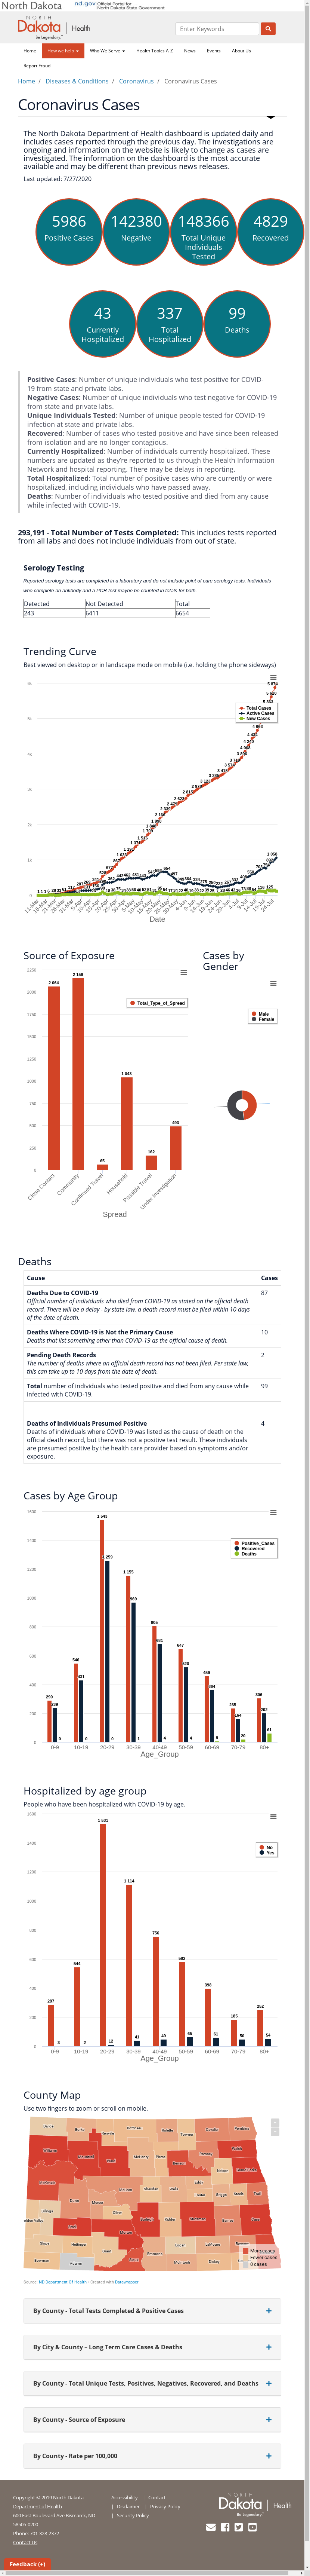 North Dakota nd.gov Official Portal for
North Dakota State Government
NORTH
Dakota Health
Be Legendary.™
Enter Keywords
Home How we help Who We Serve Health Topics A-Z News Events About Us
Report Fraud
Home / Diseases & Conditions / Coronavirus / Coronavirus Cases
Coronavirus Cases
The North Dakota Department of Health dashboard is updated daily and includes cases reported through the previous day. The investigations are ongoing and information on the website is likely to change as cases are investigated. The information on the dashboard is the most accurate available and may be different than previous news releases.
Last updated: 7/27/2020
5986
Positive Cases
142380
Negative
148366
Total Unique
Individuals
Tested
4829
Recovered
43
Currently
Hospitalized
337
Total
Hospitalized
99
Deaths
Positive Cases: Number of unique individuals who test positive for COVID-
19 from state and private labs.
Negative Cases: Number of unique individuals who test negative for COVID-19
from state and private labs.
Unique Individuals Tested: Number of unique people tested for COVID-19
infection at state and private labs.
Recovered: Number of cases who tested positive and have since been released
from isolation and are no longer contagious.
Currently Hospitalized: Number of individuals currently hospitalized. These
numbers are updated as they're reported to us through the Health Information
Network and hospital reporting. There may be delays in reporting.
Total Hospitalized: Total number of positive cases who are currently or were
hospitalized, including individuals who have passed away.
Deaths: Number of individuals who tested positive and died from any cause
while infected with COVID-19.
293,191 - Total Number of Tests Completed: This includes tests reported
from all labs and does not include individuals from out of state.
Serology Testing
Reported serology tests are completed in a laboratory and do not include point of care serology tests. Individuals
who complete an antibody and a PCR test maybe be counted in totals for both.
Detected Not Detected Total
243 6411 6654
Trending Curve
Best viewed on desktop or in landscape mode on mobile (i.e. holding the phone sideways)
Total Cases
Active Cases
New Cases
Date
Source of Exposure
Cases by
Gender
Total_Type_of_Spread
2 064
2 159
65
1 043
162
493
Close Contact
Community
Confirmed Travel
Household
Possible Travel
Under Investigation
Spread
Male
Female
Deaths
Cause Cases
Deaths Due to COVID-19 87
Official number of individuals who died from COVID-19 as stated on the official death
record. There will be a delay - by state law, a death record must be filed within 10 days
of the date of death.
Deaths Where COVID-19 is Not the Primary Cause 10
Deaths that list something other than COVID-19 as the official cause of death.
Pending Death Records 2
The number of deaths where an official death record has not been filed. Per state law,
this can take up to 10 days from the date of death.
Total number of individuals who tested positive and died from any cause while 99
infected with COVID-19.
Deaths of Individuals Presumed Positive 4
Deaths of individuals where COVID-19 was listed as the cause of death on the
official death record, but there was not a positive test result. These individuals
are presumed positive by the health care provider based on symptoms and/or
exposure.
Cases by Age Group
Positive_Cases
Recovered
Deaths
0-9 10-19 20-29 30-39 40-49 50-59 60-69 70-79 80+
Age_Group
Hospitalized by age group
People who have been hospitalized with COVID-19 by age.
No
Yes
0-9 10-19 20-29 30-39 40-49 50-59 60-69 70-79 80+
Age_Group
County Map
Use two fingers to zoom or scroll on mobile.
More cases
Fewer cases
0 cases
Source: ND Department Of Health • Created with Datawrapper
By County - Total Tests Completed & Positive Cases +
By City & County – Long Term Care Cases & Deaths +
By County - Total Unique Tests, Positives, Negatives, Recovered, and Deaths +
By County - Source of Exposure +
By County - Rate per 100,000 +
Copyright © 2019 North Dakota
Department of Health
600 East Boulevard Ave Bismarck, ND
58505-0200
Phone: 701-328-2372
Contact Us
Accessibility | Contact
| Disclaimer | Privacy Policy
| Security Policy
NORTH
Dakota Health
Be Legendary.™
Feedback (+)